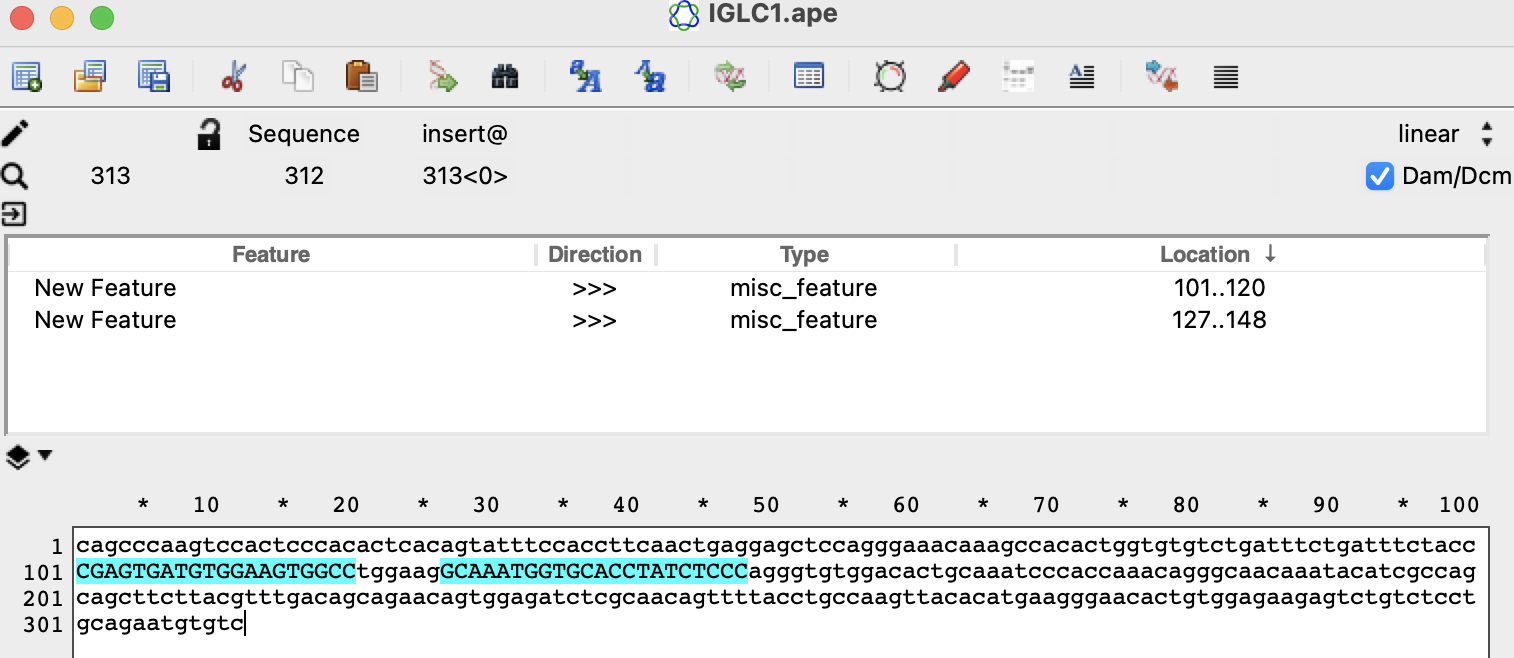 IGLC1.ape
Sequence insert@ linear
313 312 313<0> Dam/Dcm
Feature Direction Type Location ↓
New Feature >>> misc_feature 101..120
New Feature >>> misc_feature 127..148
* 10 * 20 * 30 * 40 * 50 * 60 * 70 * 80 * 90 * 100
1 cagcccaagtccactcccacactcacagtatttccaccttcaactgaggagctccagggaaacaaagccacactggtgtgtctgatttctgatttctacc
101 CGAGTGATGTGGAAGTGGCCtggaagGCAAATGGTGCACCTATCTCCCagggtgtggacactgcaaatcccaccaaacagggcaacaaatacatcgccag
201 cagcttcttacgtttgacagcagaacagtggagatctcgcaacagttttacctgccaagttacacatgaagggaacactgtggagaagagtctgtctcct
301 gcagaatgtgtc